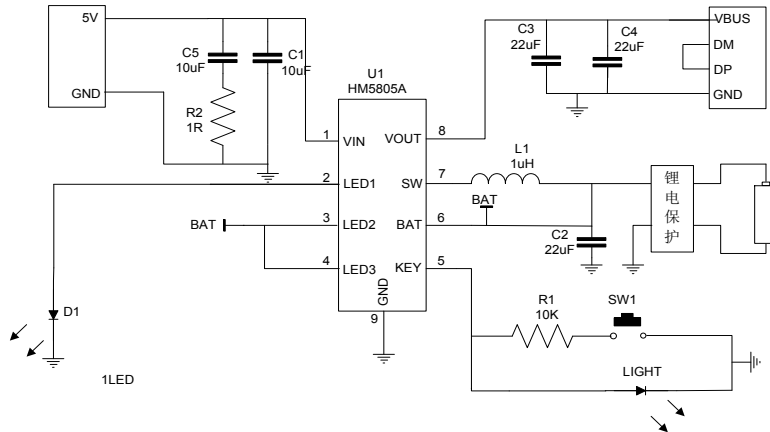 5V
GND
C5
10uF
C1
10uF
R2
1R
U1
HM5805A
1
VIN
2
LED1
3
LED2
4
LED3
GND
9
VOUT
8
SW
7
BAT
6
KEY
5
BAT
C3
22uF
C4
22uF
VBUS
DM
DP
GND
L1
1uH
BAT
C2
22uF
锂
电
保
护
R1
10K
SW1
LIGHT
D1
1LED